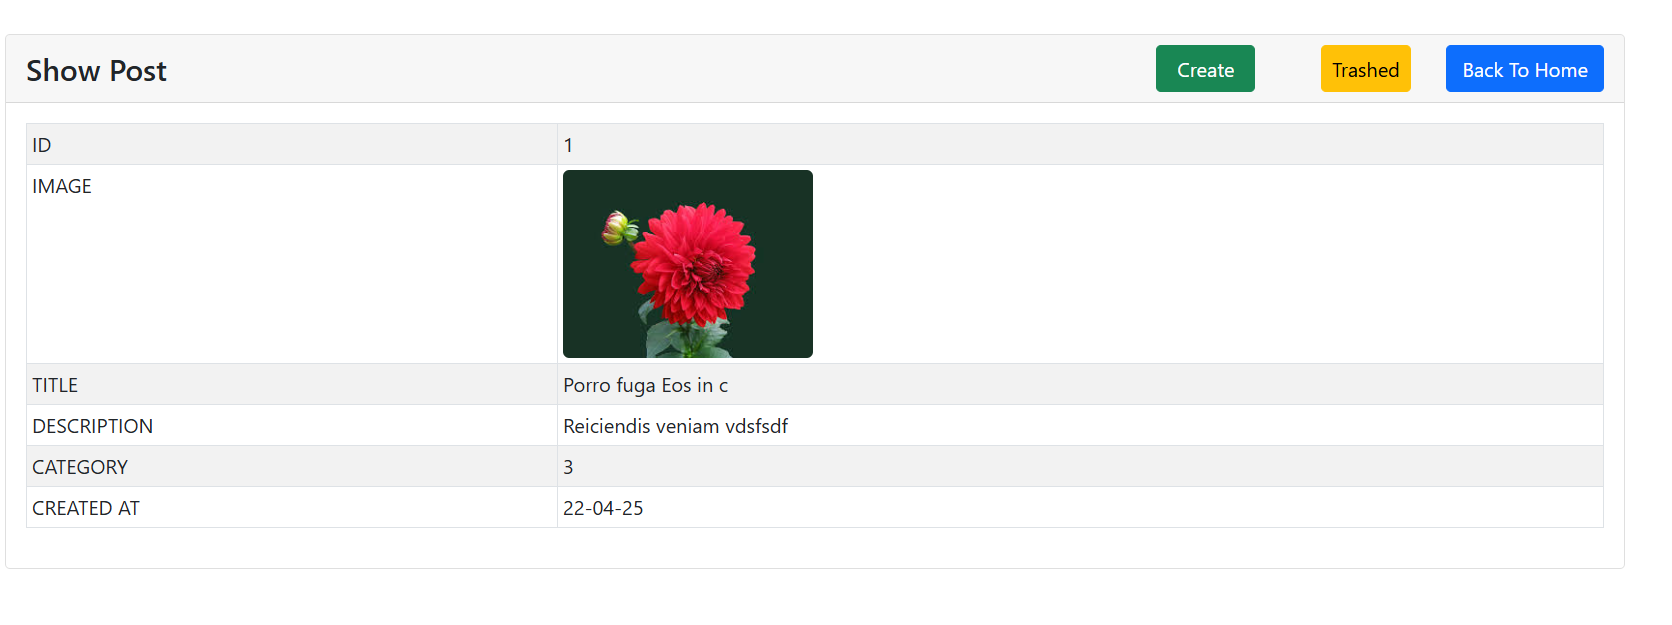 Show Post
Create
Trashed
Back To Home
ID 1
IMAGE
TITLE Porro fuga Eos in c
DESCRIPTION Reiciendis veniam vdsfsdf
CATEGORY 3
CREATED AT 22-04-25